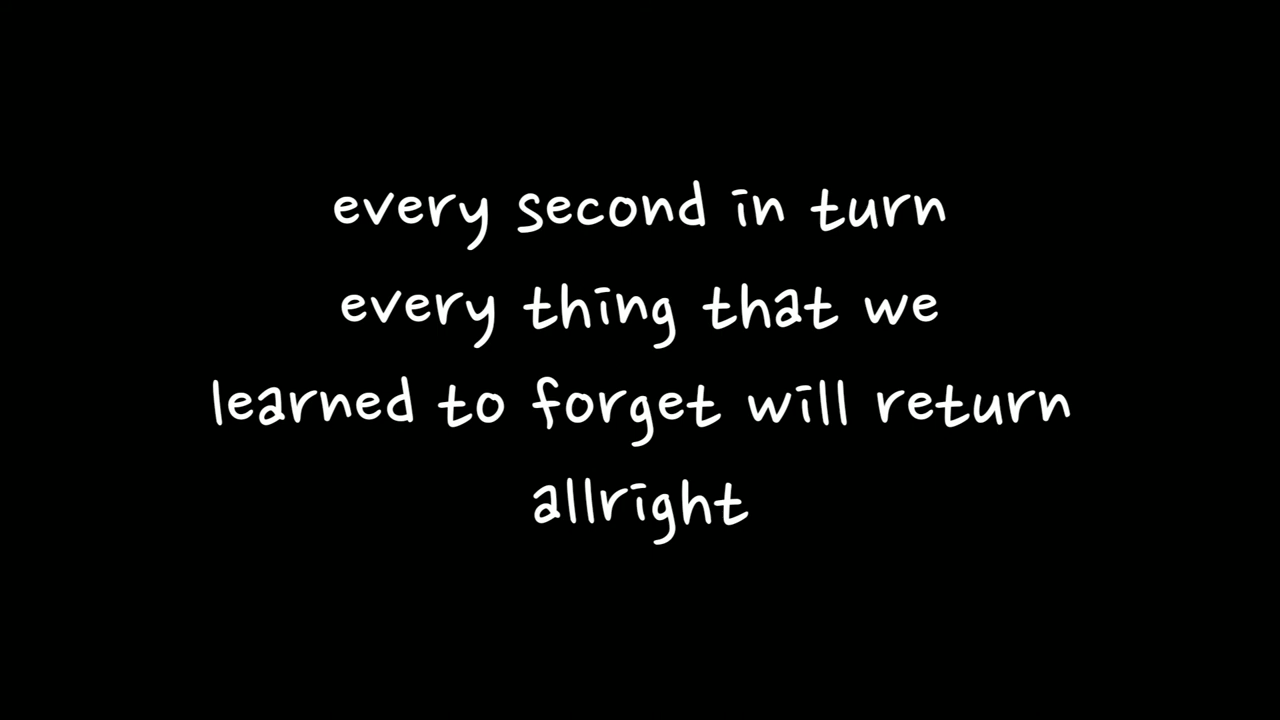 every second in turn
every thing that we
learned to forget will return
allright